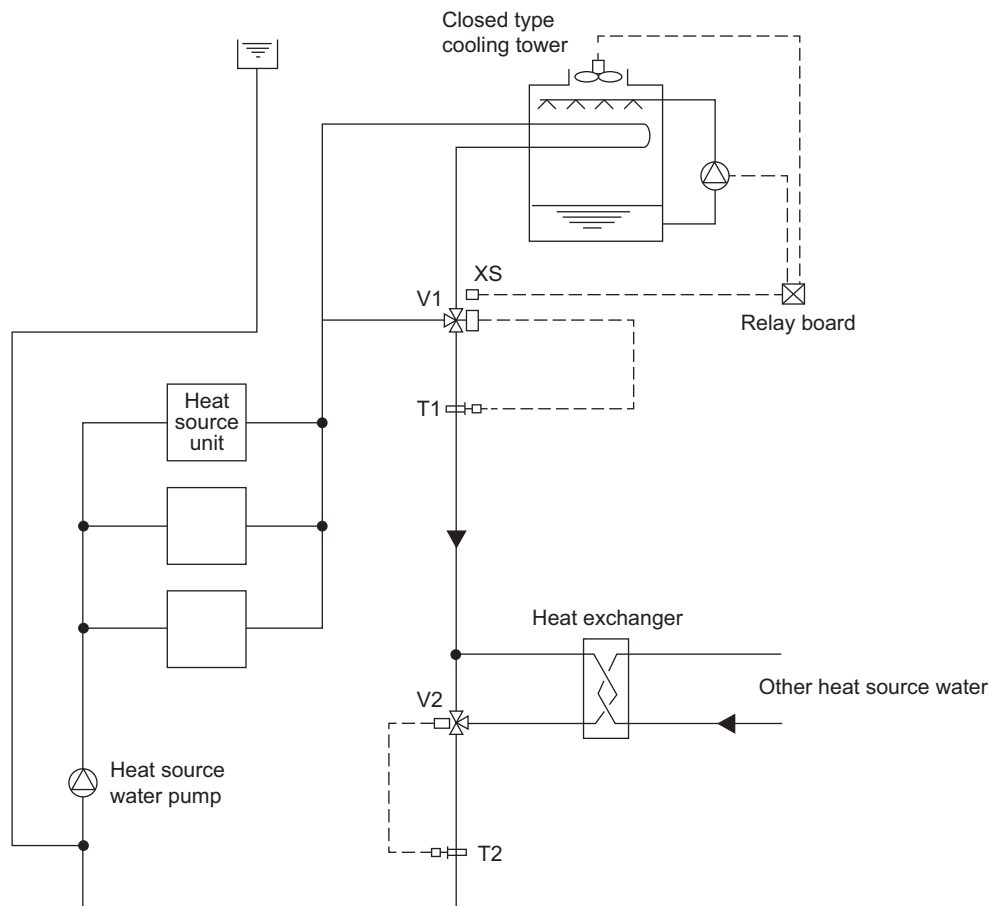 Closed type
cooling tower
XS
V1
Relay board
T1
Heat
source
unit
Heat exchanger
Other heat source water
V2
Heat source
water pump
T2